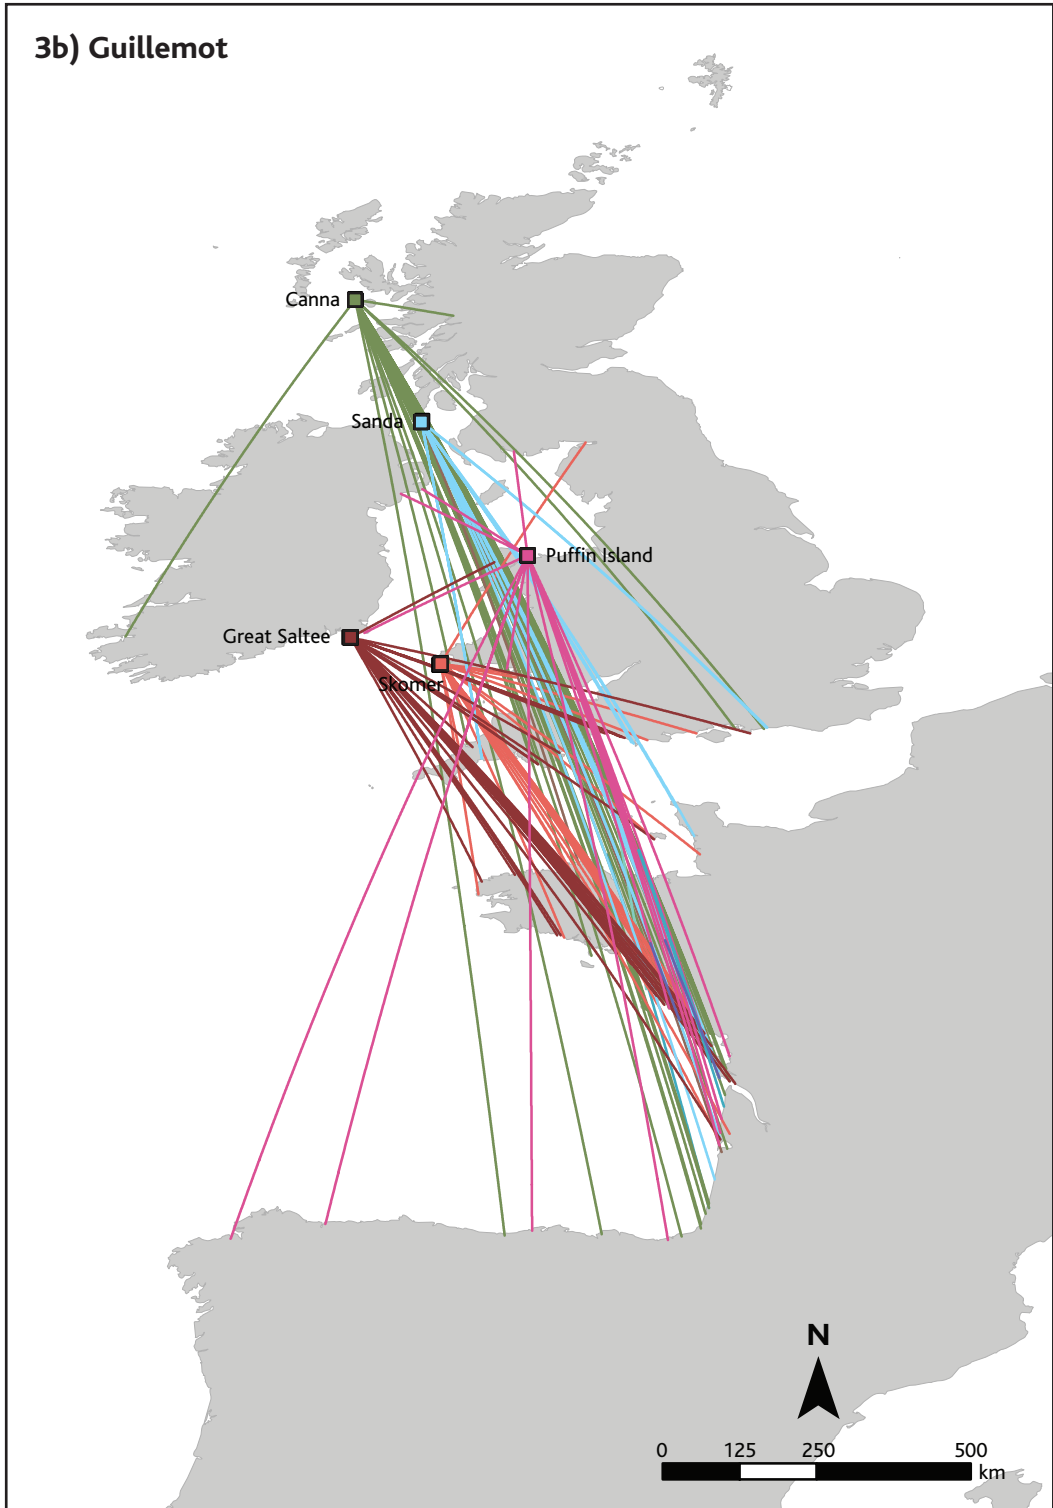 3b) Guillemot
Canna
Sanda
Puffin Island
Great Saltee
Skomer
N
0 125 250 500
km